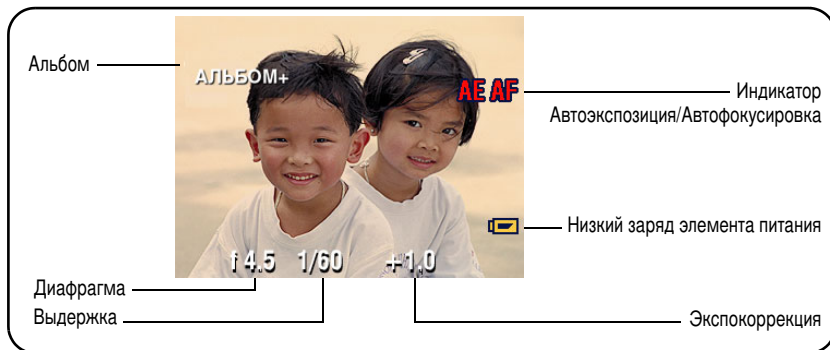 Альбом
АЛЬБОМ+
AE AF
Индикатор
Автоэкспозиция/Автофокусировка
Низкий заряд элемента питания
f 4.5 1/60 +1.0
Диафрагма
Выдержка
Экспокоррекция